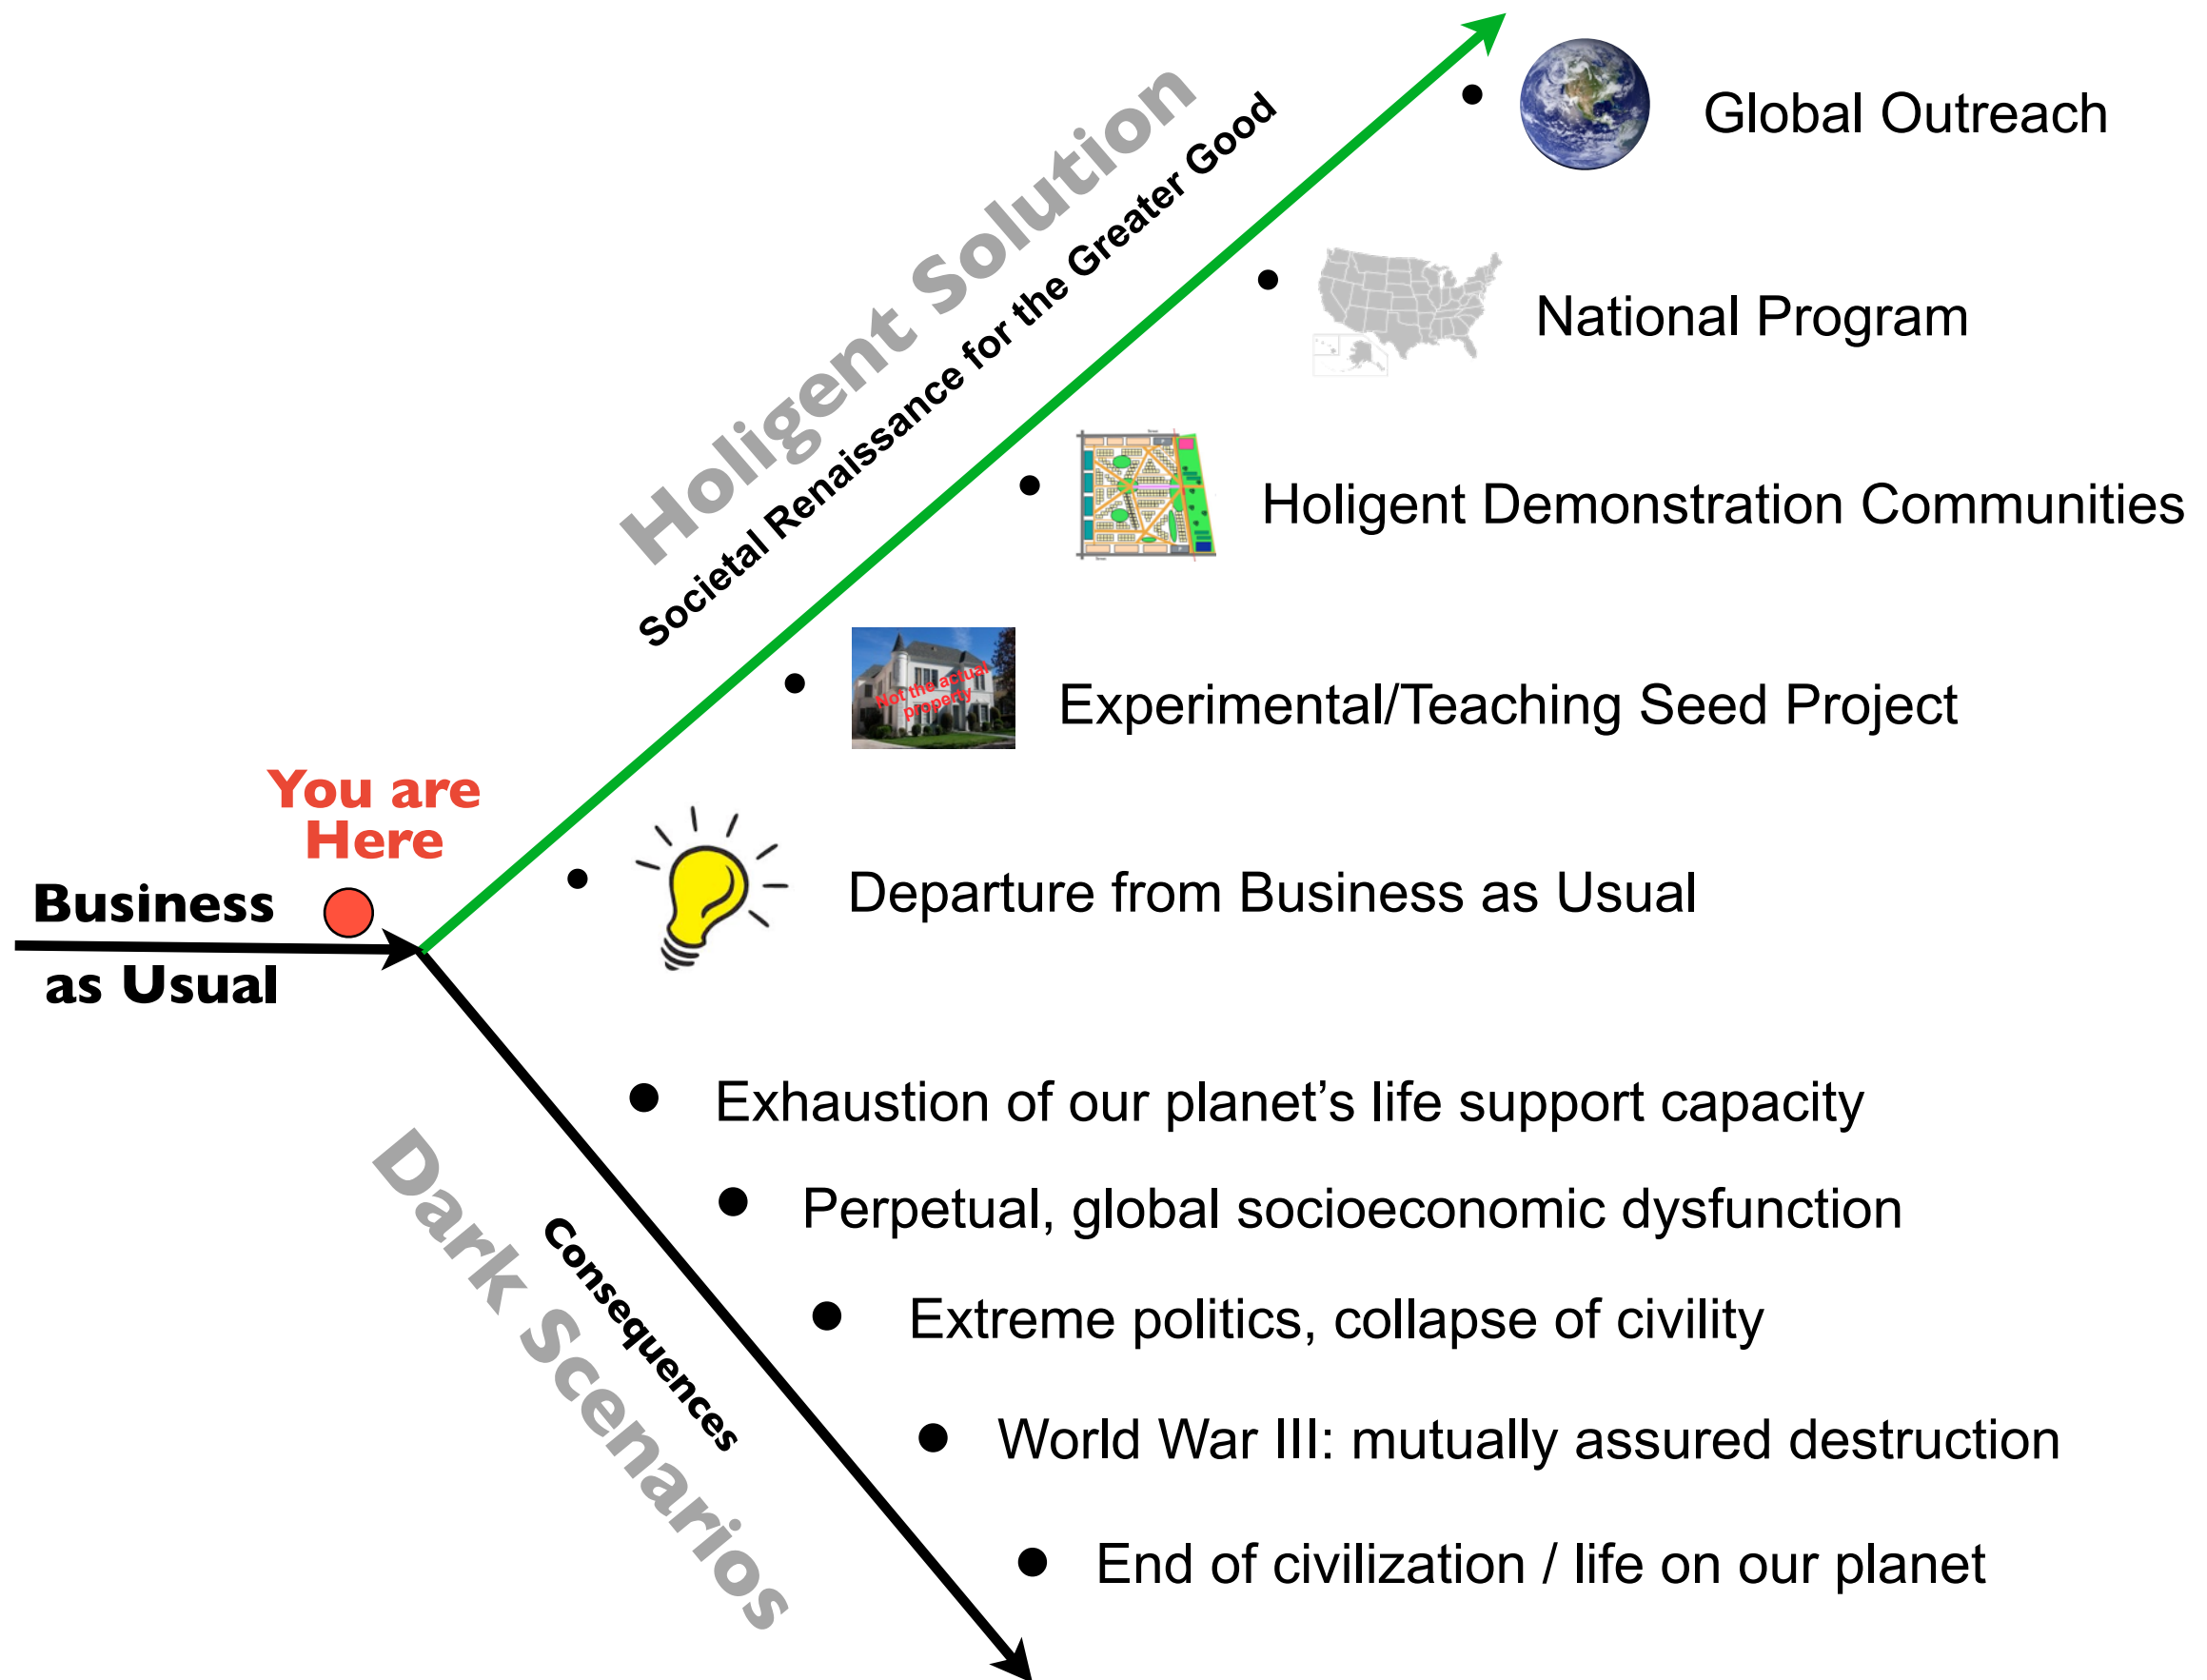 Global Outreach
Holigent Solution
Societal Renaissance for the Greater Good
National Program
Holigent Demonstration Communities
Not the actual
property
Experimental/Teaching Seed Project
You are
Here
Departure from Business as Usual
Business
as Usual
Exhaustion of our planet’s life support capacity
Dark Scenarios
Consequences
Perpetual, global socioeconomic dysfunction
Extreme politics, collapse of civility
World War III: mutually assured destruction
End of civilization / life on our planet